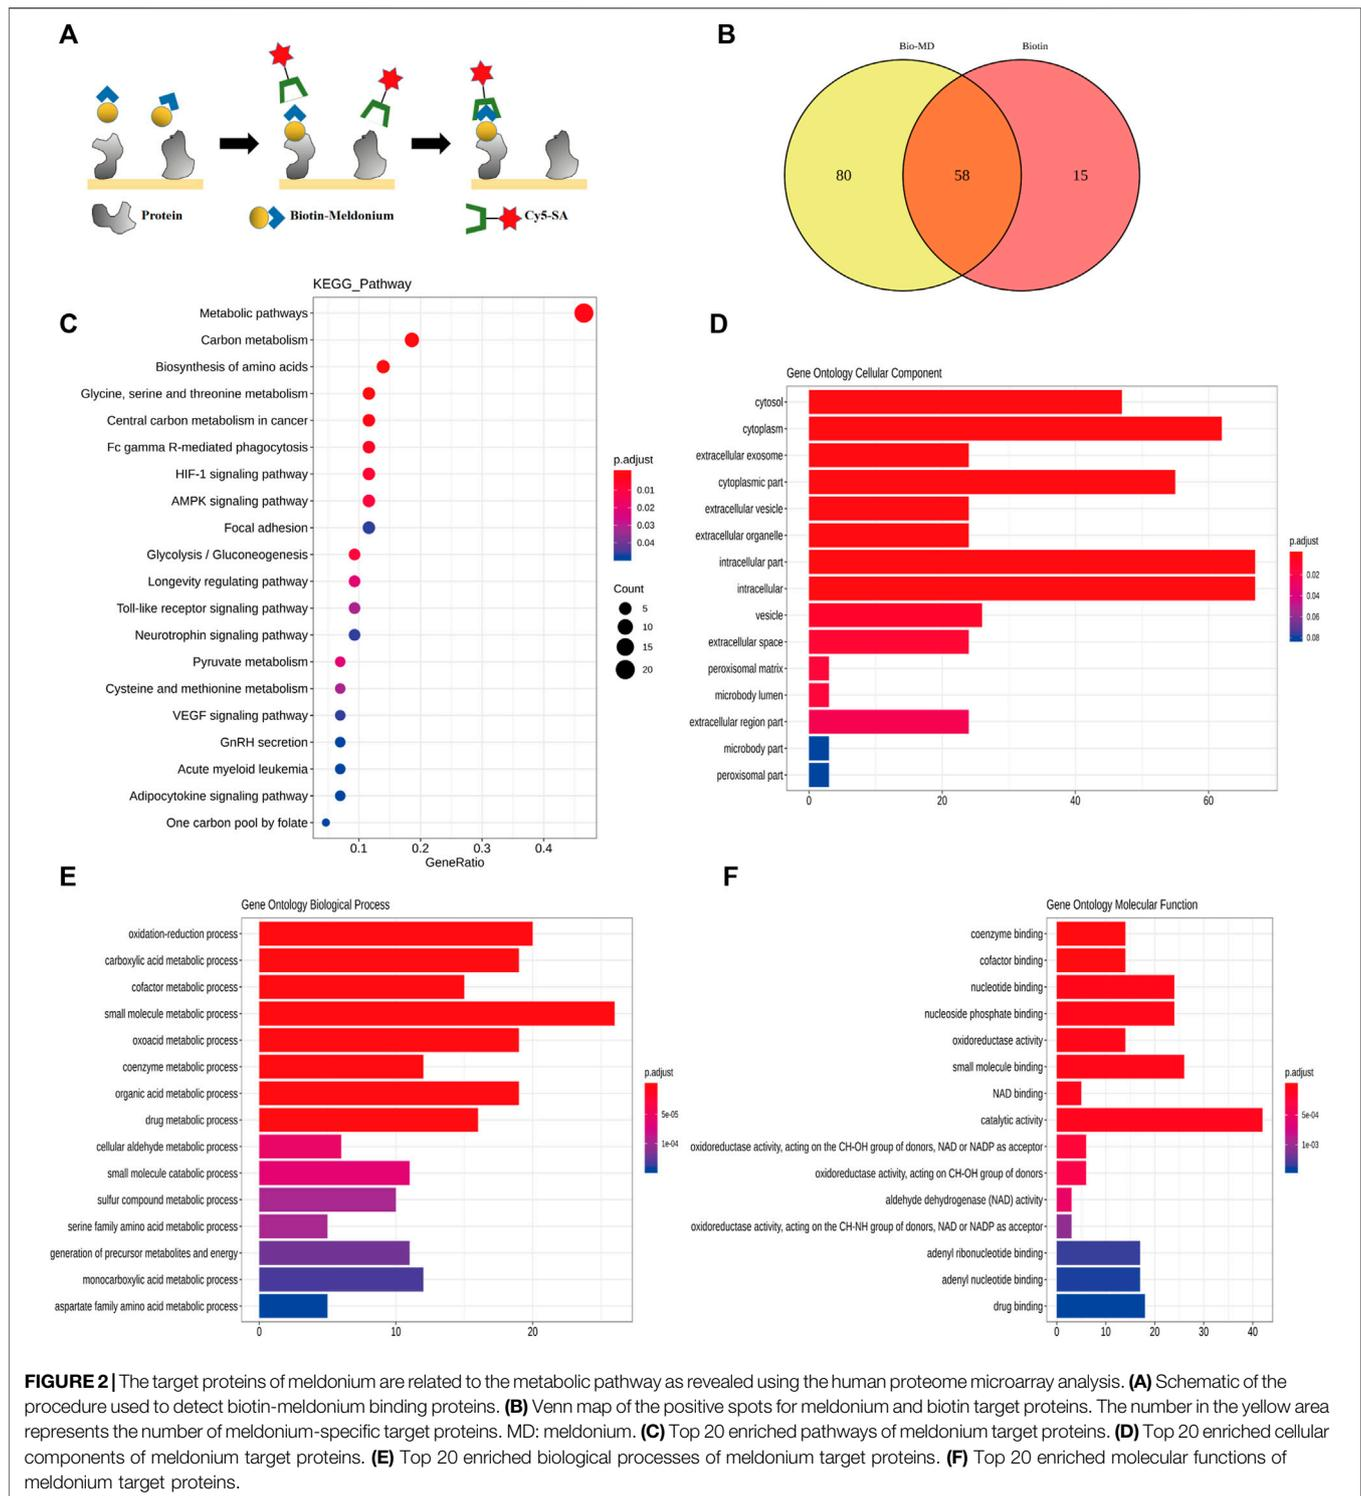 A
Protein
Biotin-Meldonium
Cy5-SA
B
Bio-MD
Biotin
80
58
15
C
KEGG_Pathway
Metabolic pathways
Carbon metabolism
Biosynthesis of amino acids
Glycine, serine and threonine metabolism
Central carbon metabolism in cancer
Fc gamma R-mediated phagocytosis
HIF-1 signaling pathway
AMPK signaling pathway
Focal adhesion
Glycolysis / Gluconeogenesis
Longevity regulating pathway
Toll-like receptor signaling pathway
Neurotrophin signaling pathway
Pyruvate metabolism
Cysteine and methionine metabolism
VEGF signaling pathway
GnRH secretion
Acute myeloid leukemia
Adipocytokine signaling pathway
One carbon pool by folate
0.1 0.2 0.3 0.4
GeneRatio
p.adjust
0.01
0.02
0.03
0.04
Count
5
10
15
20
D
Gene Ontology Cellular Component
cytosol
cytoplasm
extracellular exosome
cytoplasmic part
extracellular vesicle
extracellular organelle
intracellular part
intracellular
vesicle
extracellular space
peroxisomal matrix
microbody lumen
extracellular region part
microbody part
peroxisomal part
0 20 40 60
p.adjust
0.02
0.04
0.06
0.08
E
Gene Ontology Biological Process
oxidation-reduction process
carboxylic acid metabolic process
cofactor metabolic process
small molecule metabolic process
oxoacid metabolic process
coenzyme metabolic process
organic acid metabolic process
drug metabolic process
cellular aldehyde metabolic process
small molecule catabolic process
sulfur compound metabolic process
serine family amino acid metabolic process
generation of precursor metabolites and energy
monocarboxylic acid metabolic process
aspartate family amino acid metabolic process
0 10 20
p.adjust
5e-05
1e-04
F
Gene Ontology Molecular Function
coenzyme binding
cofactor binding
nucleotide binding
nucleoside phosphate binding
oxidoreductase activity
small molecule binding
NAD binding
catalytic activity
oxidoreductase activity, acting on the CH-OH group of donors, NAD or NADP as acceptor
oxidoreductase activity, acting on CH-OH group of donors
aldehyde dehydrogenase (NAD) activity
oxidoreductase activity, acting on the CH-NH group of donors, NAD or NADP as acceptor
adenyl ribonucleotide binding
adenyl nucleotide binding
drug binding
0 10 20 30 40
p.adjust
5e-04
1e-03
FIGURE 2 | The target proteins of meldonium are related to the metabolic pathway as revealed using the human proteome microarray analysis. (A) Schematic of the
procedure used to detect biotin-meldonium binding proteins. (B) Venn map of the positive spots for meldonium and biotin target proteins. The number in the yellow area
represents the number of meldonium-specific target proteins. MD: meldonium. (C) Top 20 enriched pathways of meldonium target proteins. (D) Top 20 enriched cellular
components of meldonium target proteins. (E) Top 20 enriched biological processes of meldonium target proteins. (F) Top 20 enriched molecular functions of
meldonium target proteins.